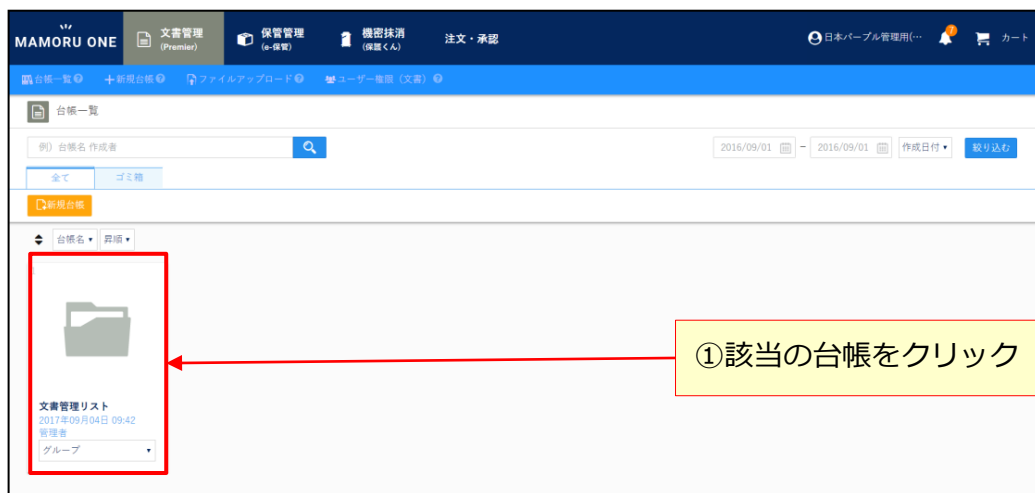 MAMORU ONE
文書管理
(Premier)
保管管理
(e-保管)
機密抹消
(保護くん)
注文・承認
日本パープル管理用(…
カート
台帳一覧 ? +新規台帳 ? ファイルアップロード ? ユーザー権限(文書) ?
台帳一覧
例)台帳名 作成者
2016/09/01 - 2016/09/01 作成日付 絞り込む
全て ゴミ箱
新規台帳
台帳名 昇順
①該当の台帳をクリック
文書管理リスト
2017年09月04日 09:42
管理者
グループ